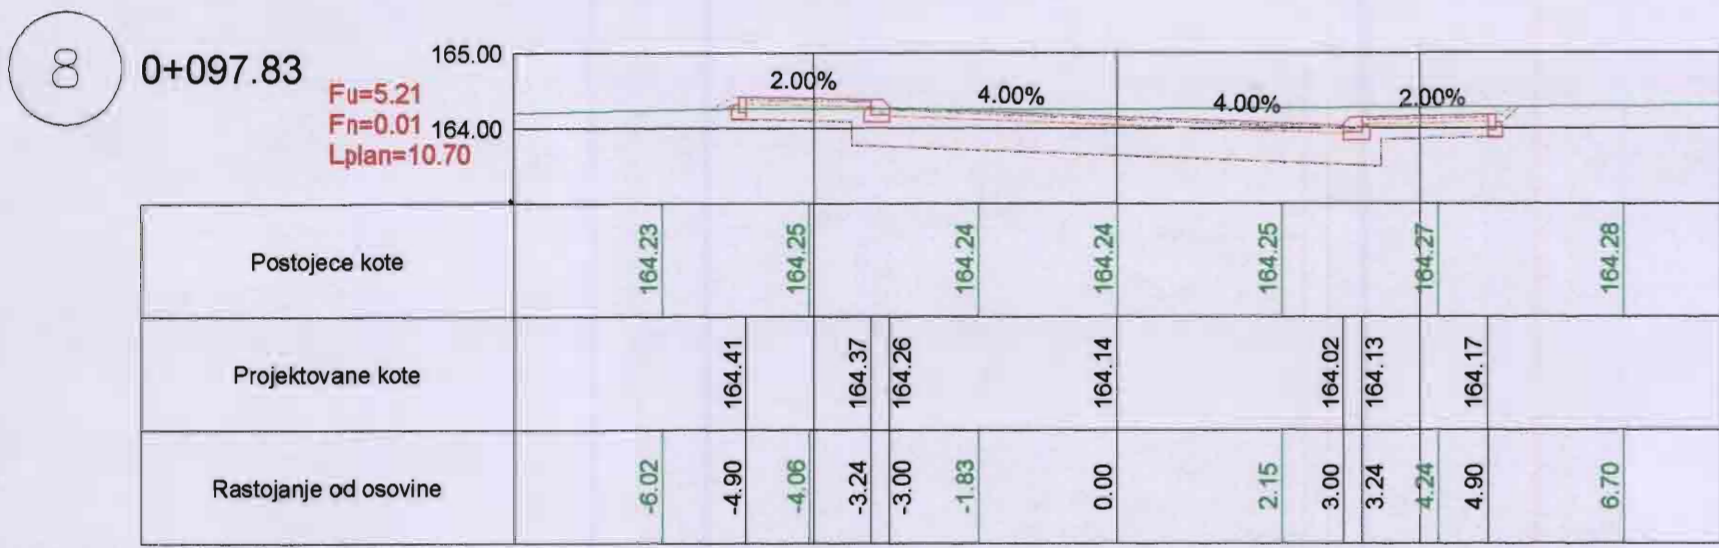 8
0+097.83
Fu=5.21
Fn=0.01
Lplan=10.70
165.00
164.00
2.00% 4.00% 4.00% 2.00%
Postojece kote 164.23 164.25 164.24 164.24 164.25 164.27 164.28
Projektovane kote 164.41 164.37 164.26 164.14 164.02 164.13 164.17
Rastojanje od osovine -6.02 -4.90 -4.06 -3.24 -3.00 -1.83 0.00 2.15 3.00 3.24 4.24 4.90 6.70